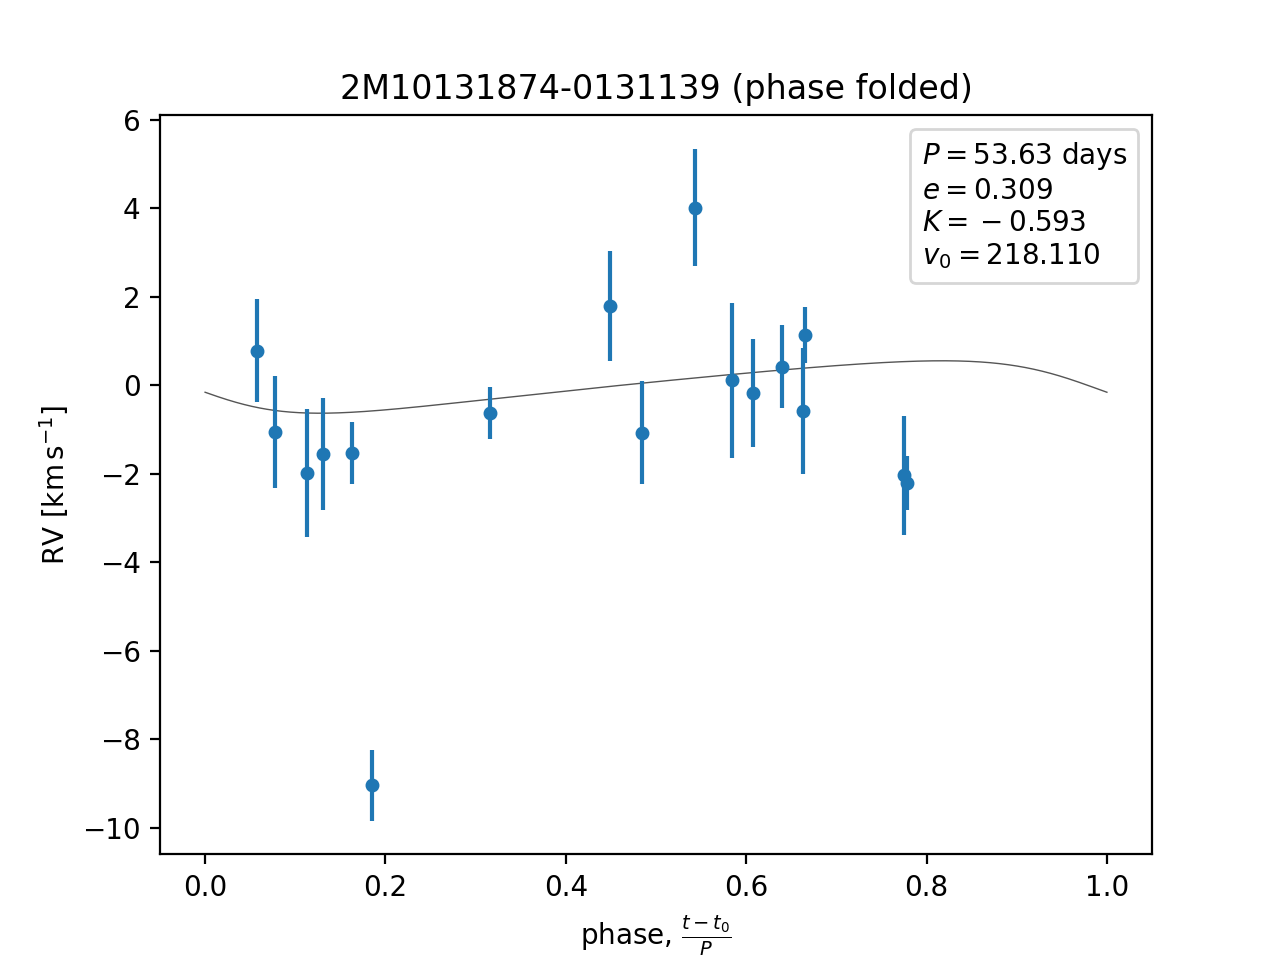 2M10131874-0131139 (phase folded)
P = 53.63 days
e = 0.309
K = −0.593
v₀ = 218.110
6
4
2
0
−2
−4
−6
−8
−10
RV [km s⁻¹]
0.0 0.2 0.4 0.6 0.8 1.0
phase, (t − t₀)/P